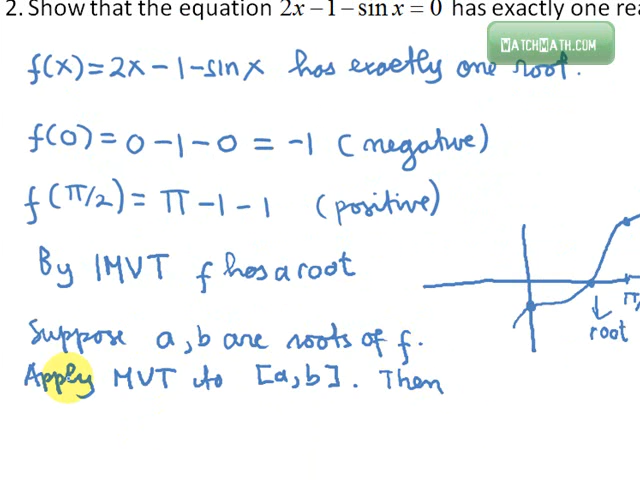 2. Show that the equation 2x – 1 – sin x = 0 has exactly one rea
WATCHMATH.COM
f(x) = 2x – 1 – sin x has exactly one root.
f(0) = 0 – 1 – 0 = -1 (negative)
f(π/2) = π – 1 – 1 (positive)
By IMVT f has a root
root
Suppose a, b are roots of f.
Apply MVT to [a, b]. Then